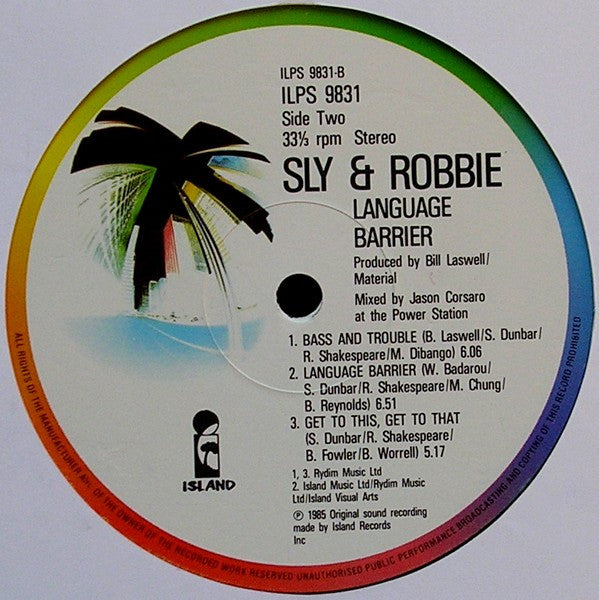 ILPS 9831-B
ILPS 9831
Side Two
33⅓ rpm Stereo
SLY & ROBBIE
LANGUAGE
BARRIER
Produced by Bill Laswell/
Material
Mixed by Jason Corsaro
at the Power Station
1. BASS AND TROUBLE (B. Laswell/S. Dunbar/
R. Shakespeare/M. Dibango) 6.06
2. LANGUAGE BARRIER (W. Badarou/
S. Dunbar/R. Shakespeare/M. Chung/
B. Reynolds) 6.51
3. GET TO THIS, GET TO THAT
(S. Dunbar/R. Shakespeare/
B. Fowler/B. Worrell) 5.17
1, 3. Rydim Music Ltd
2. Island Music Ltd/Rydim Music
Ltd/Island Visual Arts
℗ 1985 Original sound recording
made by Island Records
Inc
ISLAND
ALL RIGHTS OF THE MANUFACTURER AND OF THE OWNER OF THE RECORDED WORK RESERVED UNAUTHORISED PUBLIC PERFORMANCE BROADCASTING AND COPYING OF THIS RECORD PROHIBITED